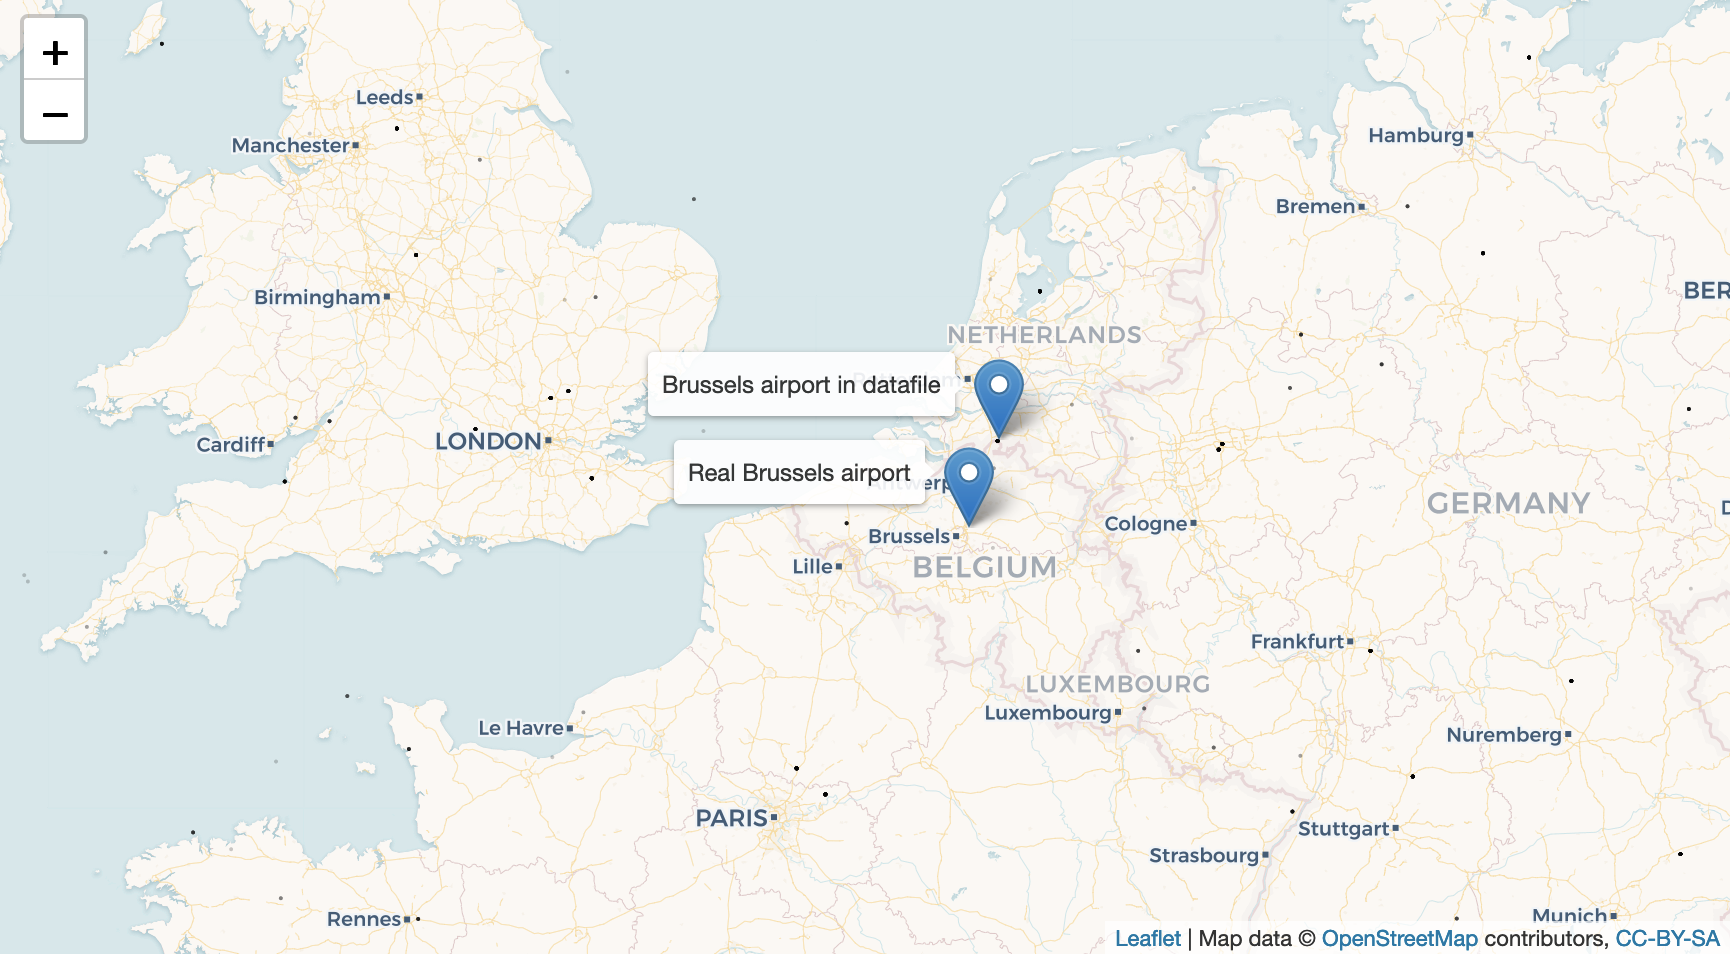 +
−
Leeds
Manchester
Hamburg
Bremen
Birmingham
BER
NETHERLANDS
Brussels airport in datafile
Cardiff
LONDON
Real Brussels airport
Antwerp
GERMANY
Cologne
Brussels
D
Lille
BELGIUM
Frankfurt
LUXEMBOURG
Luxembourg
Le Havre
Nuremberg
PARIS
Stuttgart
Strasbourg
Rennes
Munich
Leaflet | Map data © OpenStreetMap contributors, CC-BY-SA